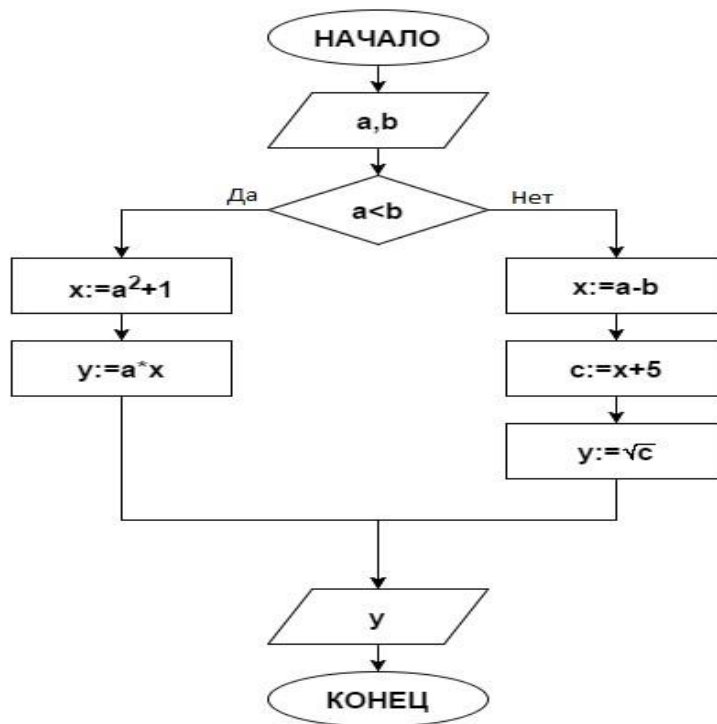 НАЧАЛО
a,b
a<b
Да
Нет
x:=a²+1
y:=a*x
x:=a-b
c:=x+5
y:=√c
y
КОНЕЦ